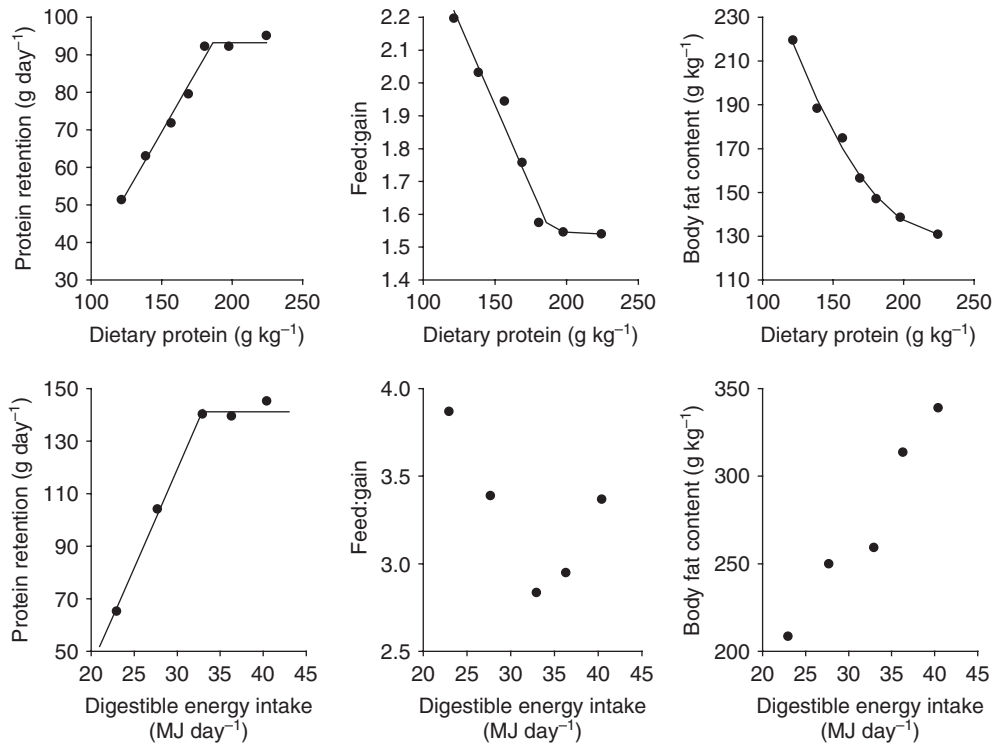 Protein retention (g day⁻¹)
100
90
80
70
60
50
40
30
100 150 200 250
Dietary protein (g kg⁻¹)
Feed:gain
2.2
2.1
2.0
1.9
1.8
1.7
1.6
1.5
1.4
100 150 200 250
Dietary protein (g kg⁻¹)
Body fat content (g kg⁻¹)
230
210
190
170
150
130
110
100 150 200 250
Dietary protein (g kg⁻¹)
Protein retention (g day⁻¹)
150
130
110
90
70
50
20 25 30 35 40 45
Digestible energy intake
(MJ day⁻¹)
Feed:gain
4.0
3.5
3.0
2.5
20 25 30 35 40 45
Digestible energy intake
(MJ day⁻¹)
Body fat content (g kg⁻¹)
350
300
250
200
20 25 30 35 40 45
Digestible energy intake
(MJ day⁻¹)